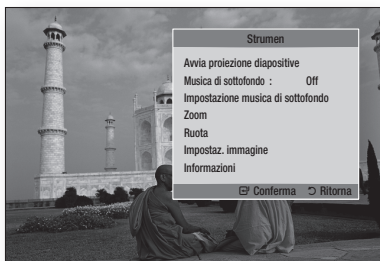 Strumen
Avvia proiezione diapositive
Musica di sottofondo : Off
Impostazione musica di sottofondo
Zoom
Ruota
Impostaz. immagine
Informazioni
Conferma Ritorna